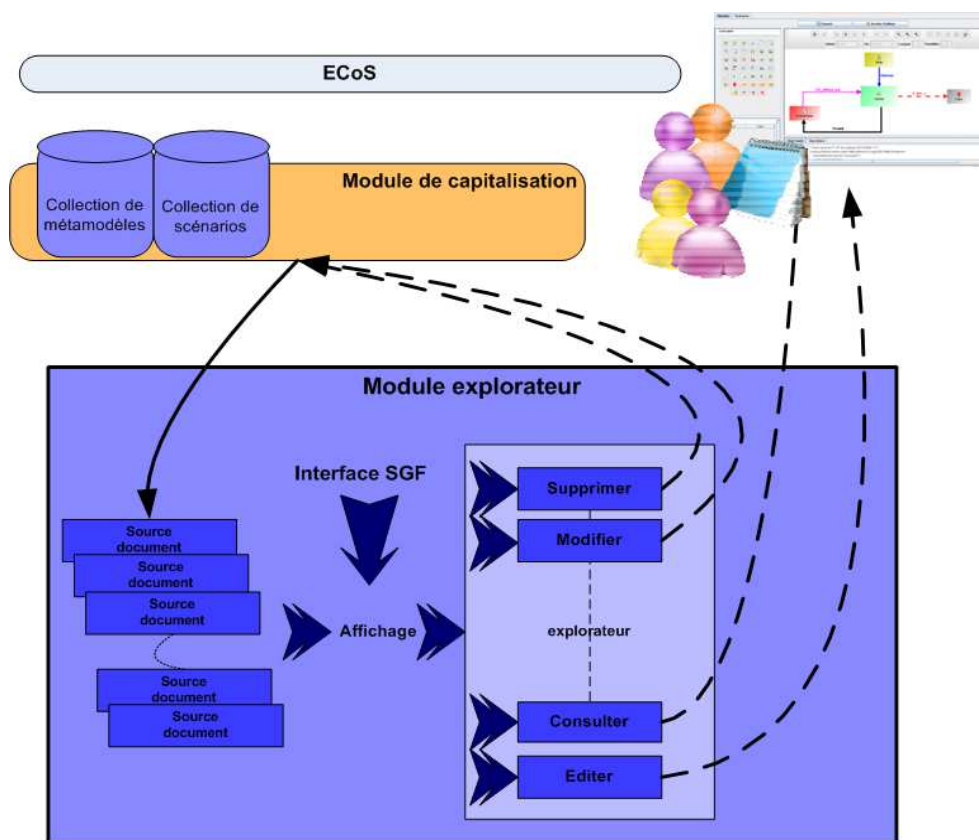 ECoS
Module de capitalisation
Collection de
métamodèles
Collection de
scénarios
Module explorateur
Interface SGF
Supprimer
Modifier
Source
document
Source
document
Source
document
Affichage
explorateur
Source
document
Source
document
Consulter
Editer